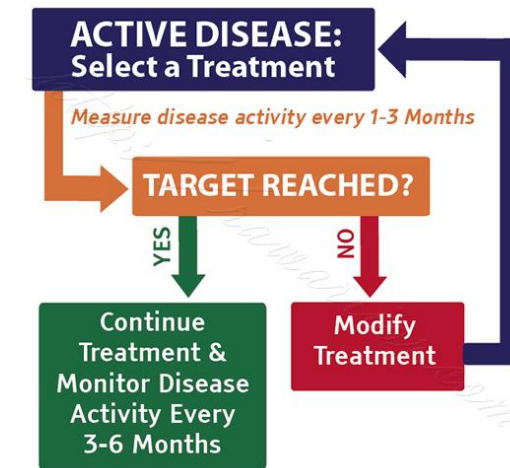 ACTIVE DISEASE:
Select a Treatment
Measure disease activity every 1-3 Months
TARGET REACHED?
YES
NO
Continue
Treatment &
Monitor Disease
Activity Every
3-6 Months
Modify
Treatment